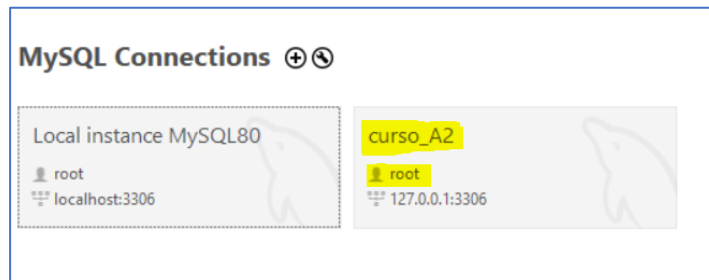 MySQL Connections
Local instance MySQL80
root
localhost:3306
curso_A2
root
127.0.0.1:3306